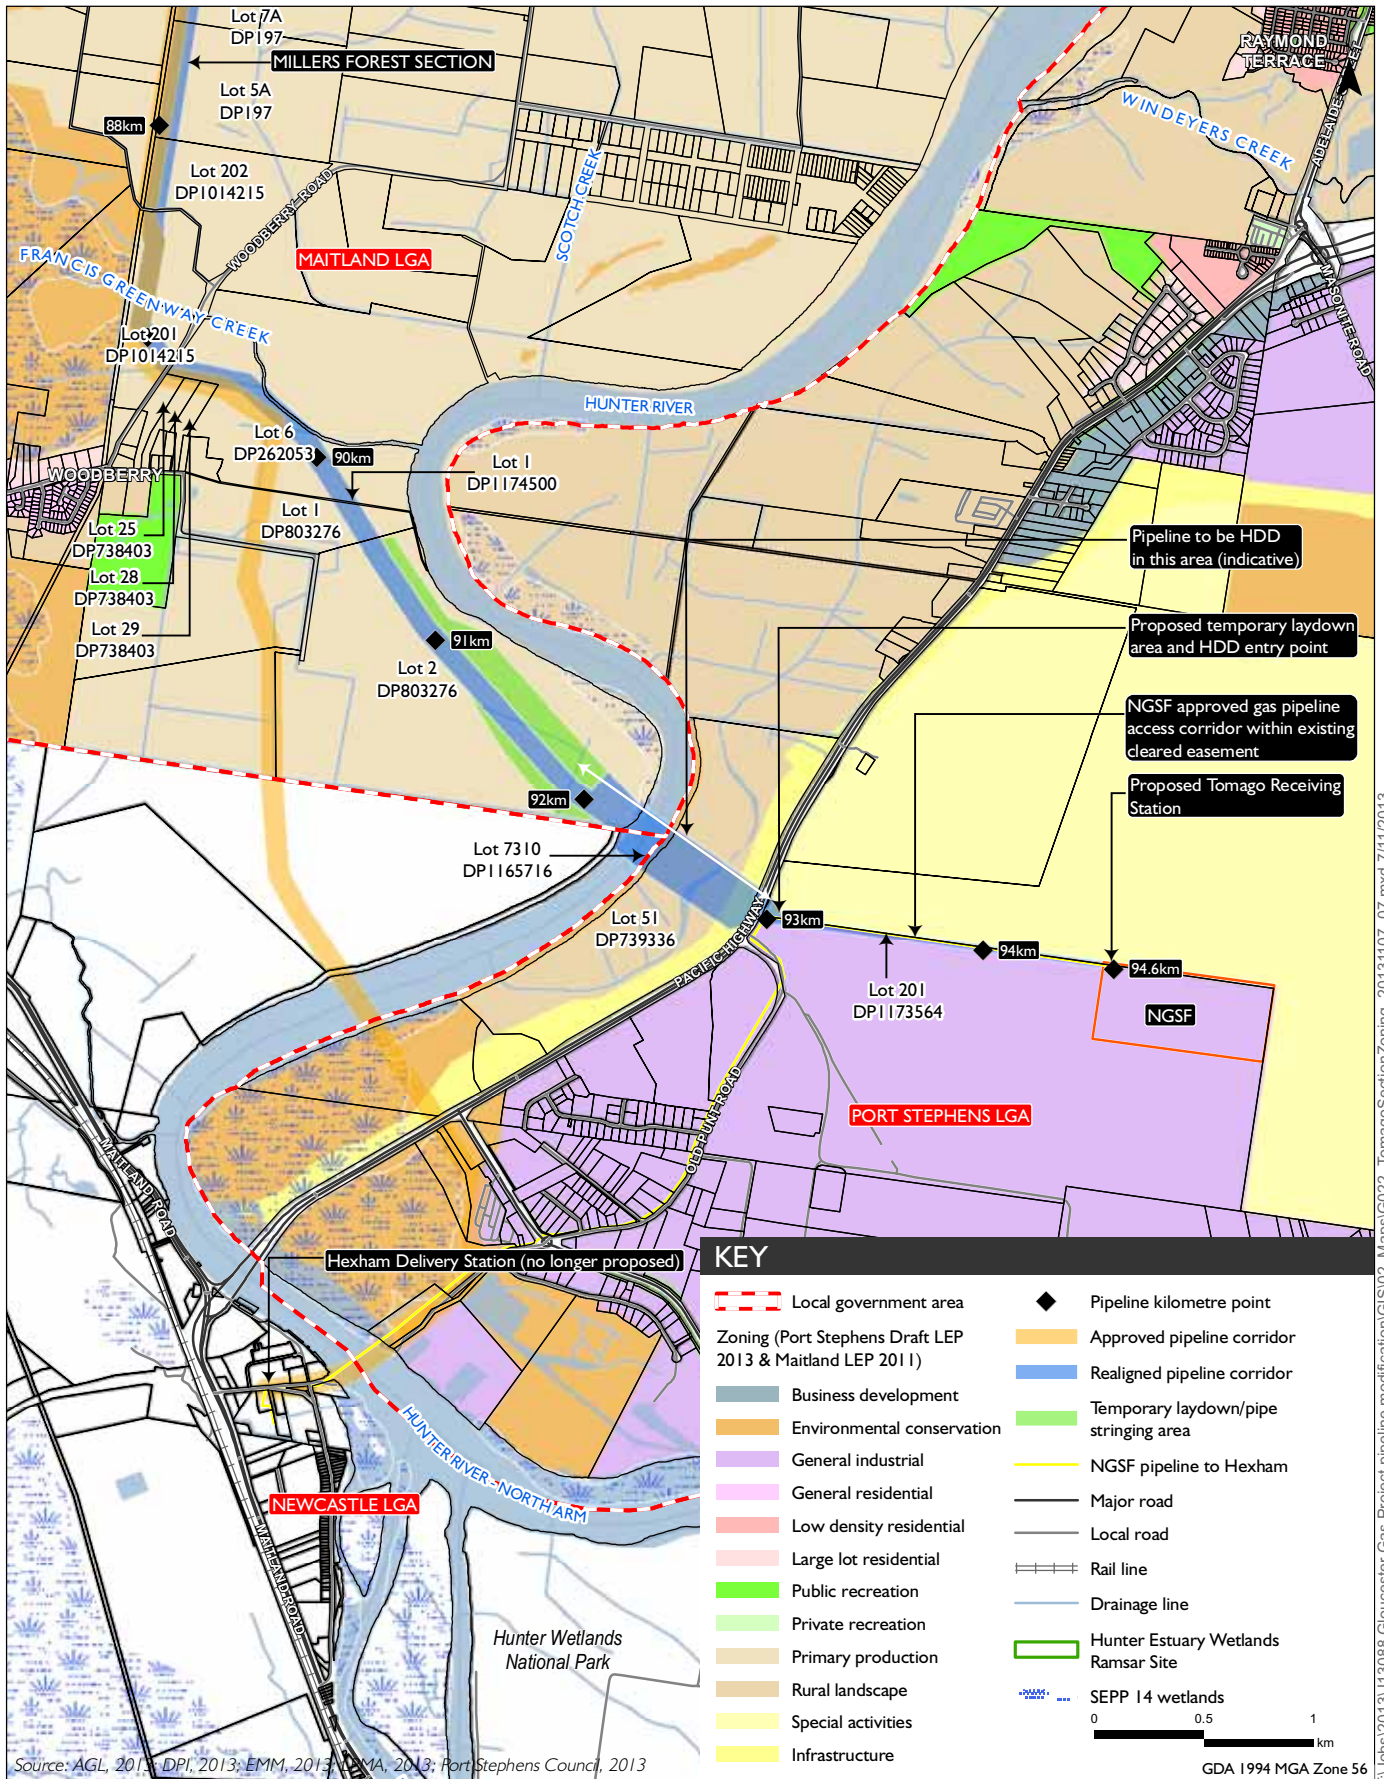 Lot 7A
DP197
MILLERS FOREST SECTION
Lot 5A
DP197
88km
Lot 202
DP1014215
WOODBERRY ROAD
MAITLAND LGA
SCOTCH CREEK
FRANCIS GREENWAY CREEK
Lot 201
DP1014215
RAYMOND
TERRACE
WINDEYERS CREEK
MASONITE ROAD
HUNTER RIVER
Lot 6
DP262053
90km
WOODBERRY
Lot 1
DP1174500
Lot 1
DP803276
Lot 25
DP738403
Lot 28
DP738403
Lot 29
DP738403
91km
Lot 2
DP803276
Pipeline to be HDD
in this area (indicative)
Proposed temporary laydown
area and HDD entry point
NGSF approved gas pipeline
access corridor within existing
cleared easement
Proposed Tomago Receiving
Station
92km
Lot 7310
DP1165716
Lot 51
DP739336
PACIFIC HIGHWAY
93km
94km
94.6km
Lot 201
DP1173564
NGSF
PORT STEPHENS LGA
OLD PUNT ROAD
MAITLAND ROAD
Hexham Delivery Station (no longer proposed)
HUNTER RIVER - NORTH ARM
NEWCASTLE LGA
MAITLAND ROAD
Hunter Wetlands
National Park
KEY
Local government area
Zoning (Port Stephens Draft LEP
2013 & Maitland LEP 2011)
Business development
Environmental conservation
General industrial
General residential
Low density residential
Large lot residential
Public recreation
Private recreation
Primary production
Rural landscape
Special activities
Infrastructure
Pipeline kilometre point
Approved pipeline corridor
Realigned pipeline corridor
Temporary laydown/pipe
stringing area
NGSF pipeline to Hexham
Major road
Local road
Rail line
Drainage line
Hunter Estuary Wetlands
Ramsar Site
SEPP 14 wetlands
0 0.5 1
km
GDA 1994 MGA Zone 56
Source: AGL, 2013; DPI, 2013; EMM, 2013; LPMA, 2013; Port Stephens Council, 2013